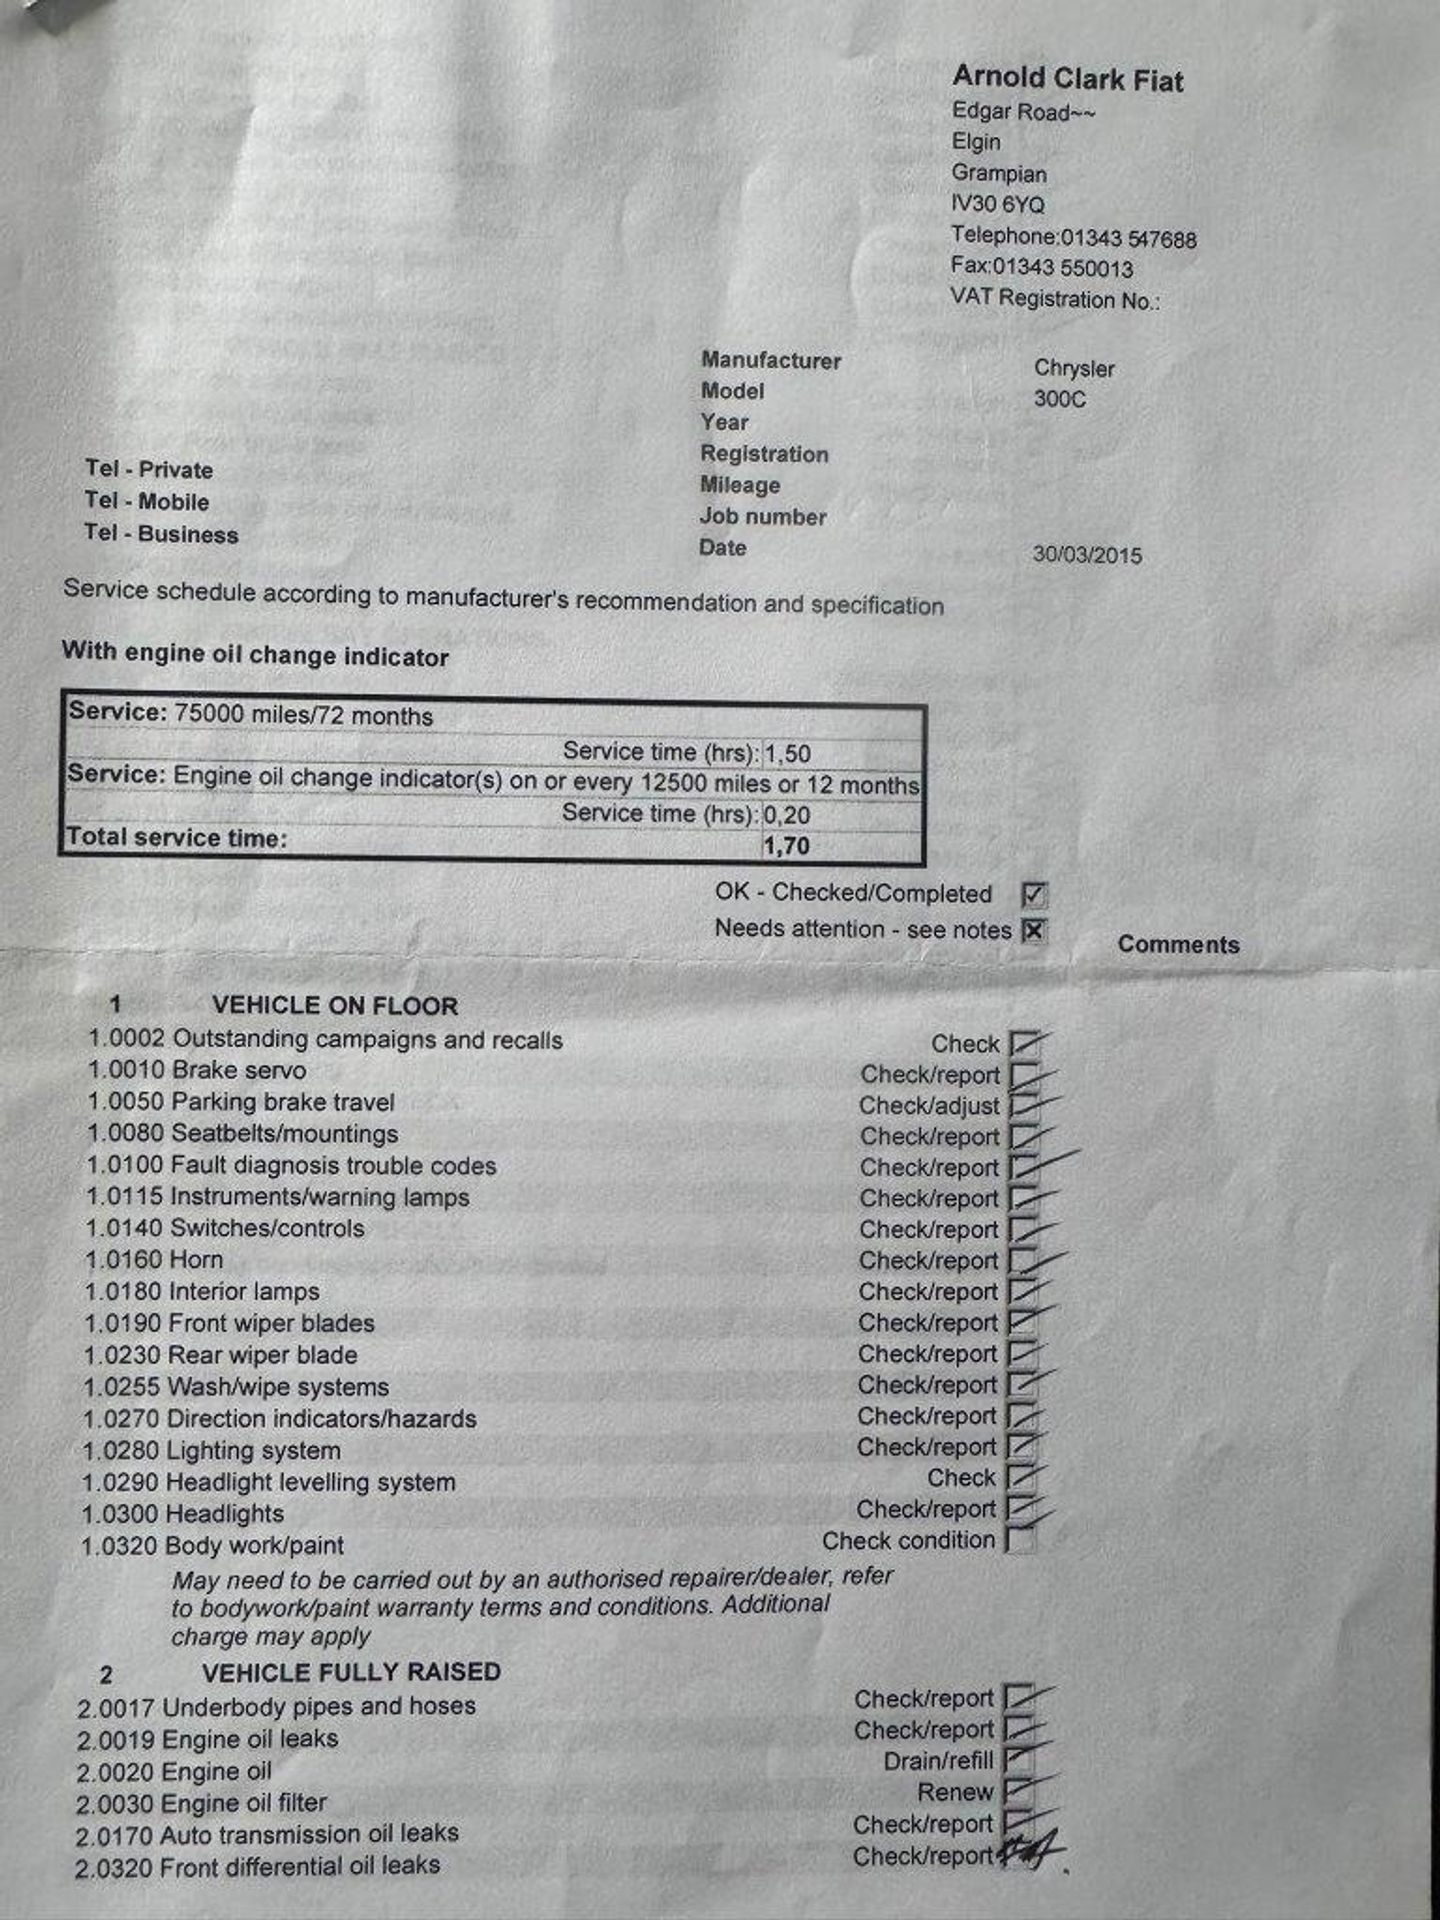 Arnold Clark Fiat
Edgar Road~~
Elgin
Grampian
IV30 6YQ
Telephone:01343 547688
Fax:01343 550013
VAT Registration No.:
Manufacturer Chrysler
Model 300C
Year
Registration
Mileage
Job number
Date 30/03/2015
Tel - Private
Tel - Mobile
Tel - Business
Service schedule according to manufacturer's recommendation and specification
With engine oil change indicator
Service: 75000 miles/72 months
Service time (hrs): 1,50
Service: Engine oil change indicator(s) on or every 12500 miles or 12 months
Service time (hrs): 0,20
Total service time: 1,70
OK - Checked/Completed
Needs attention - see notes
Comments
1 VEHICLE ON FLOOR
1.0002 Outstanding campaigns and recalls Check
1.0010 Brake servo Check/report
1.0050 Parking brake travel Check/adjust
1.0080 Seatbelts/mountings Check/report
1.0100 Fault diagnosis trouble codes Check/report
1.0115 Instruments/warning lamps Check/report
1.0140 Switches/controls Check/report
1.0160 Horn Check/report
1.0180 Interior lamps Check/report
1.0190 Front wiper blades Check/report
1.0230 Rear wiper blade Check/report
1.0255 Wash/wipe systems Check/report
1.0270 Direction indicators/hazards Check/report
1.0280 Lighting system Check/report
1.0290 Headlight levelling system Check
1.0300 Headlights Check/report
1.0320 Body work/paint Check condition
May need to be carried out by an authorised repairer/dealer, refer
to bodywork/paint warranty terms and conditions. Additional
charge may apply
2 VEHICLE FULLY RAISED
2.0017 Underbody pipes and hoses Check/report
2.0019 Engine oil leaks Check/report
2.0020 Engine oil Drain/refill
2.0030 Engine oil filter Renew
2.0170 Auto transmission oil leaks Check/report
2.0320 Front differential oil leaks Check/report